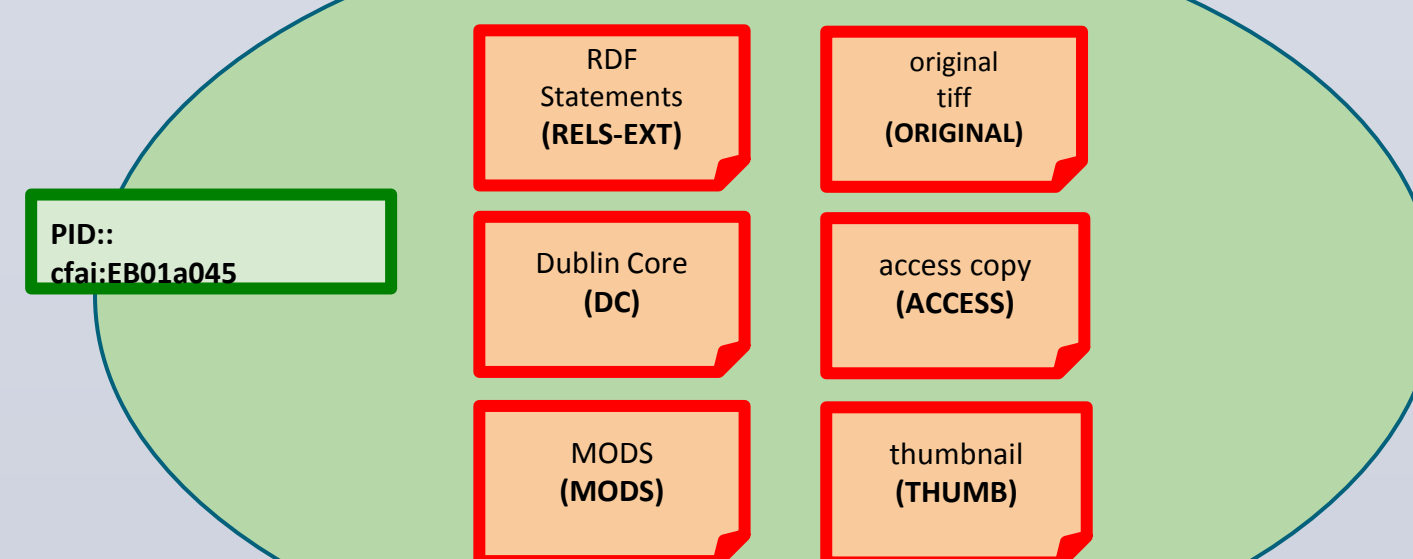 RDF
Statements
(RELS-EXT)
original
tiff
(ORIGINAL)
PID::
cfai:EB01a045
Dublin Core
(DC)
access copy
(ACCESS)
MODS
(MODS)
thumbnail
(THUMB)